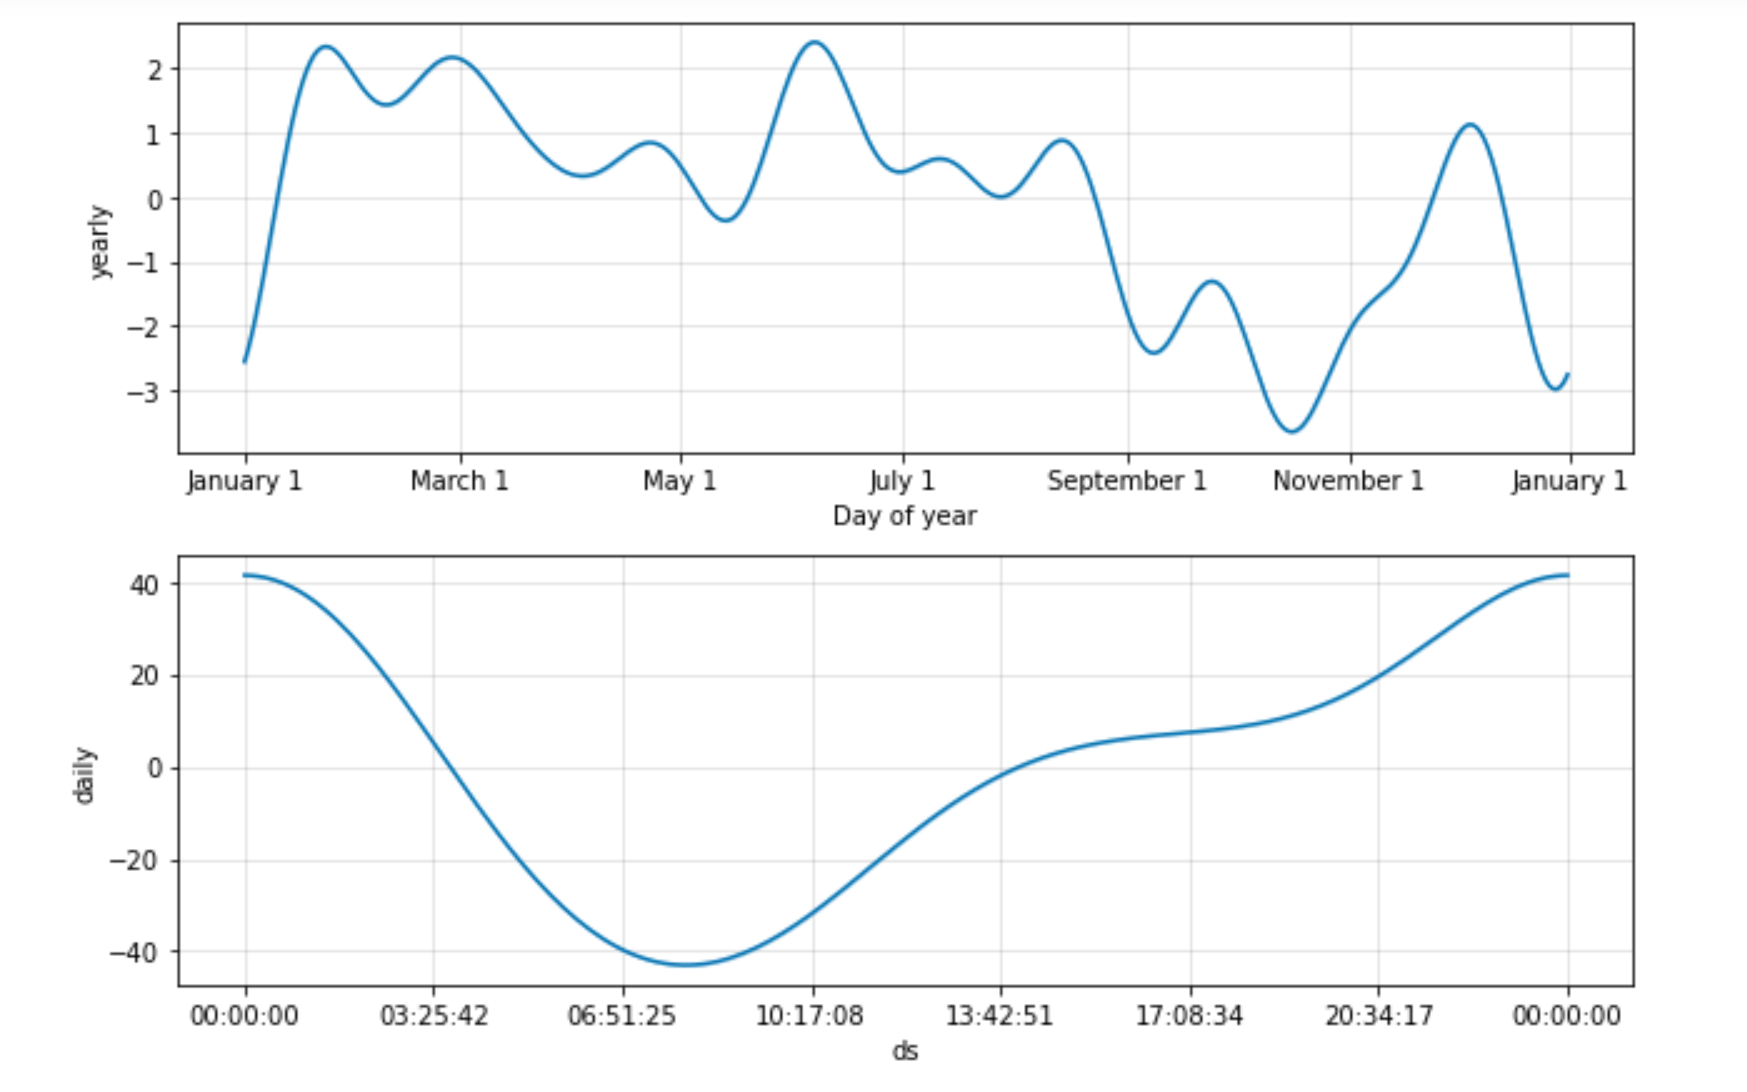 2
1
0
−1
−2
−3
yearly
January 1 March 1 May 1 July 1 September 1 November 1 January 1
Day of year
40
20
0
−20
−40
daily
00:00:00 03:25:42 06:51:25 10:17:08 13:42:51 17:08:34 20:34:17 00:00:00
ds